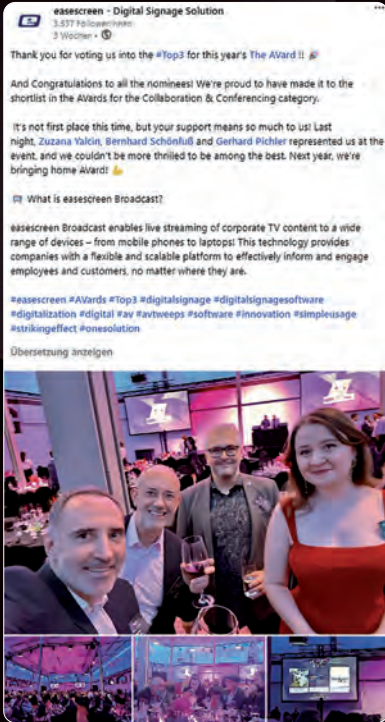 easescreen - Digital Signage Solution
3.537 Follower:innen
3 Wochen •
Thank you for voting us into the #Top3 for this year's The AVard !!
And Congratulations to all the nominees! We're proud to have made it to the
shortlist in the AVards for the Collaboration & Conferencing category.
It's not first place this time, but your support means so much to us! Last
night, Zuzana Yalcin, Bernhard Schönfuß and Gerhard Pichler represented us at the
event, and we couldn't be more thrilled to be among the best. Next year, we're
bringing home AVard!
What is easescreen Broadcast?
easescreen Broadcast enables live streaming of corporate TV content to a wide
range of devices – from mobile phones to laptops! This technology provides
companies with a flexible and scalable platform to effectively inform and engage
employees and customers, no matter where they are.
#easescreen #AVards #Top3 #digitalsignage #digitalsignagesoftware
#digitalization #digital #av #avtweeps #software #innovation #simpleusage
#strikingeffect #onesolution
Übersetzung anzeigen